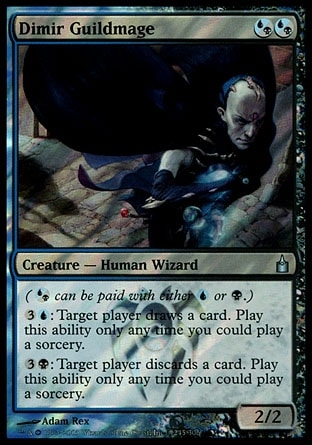 Dimir Guildmage
Creature — Human Wizard
( can be paid with either or .)
3 : Target player draws a card. Play
this ability only any time you could play
a sorcery.
3 : Target player discards a card. Play
this ability only any time you could play
a sorcery.
Adam Rex
2/2